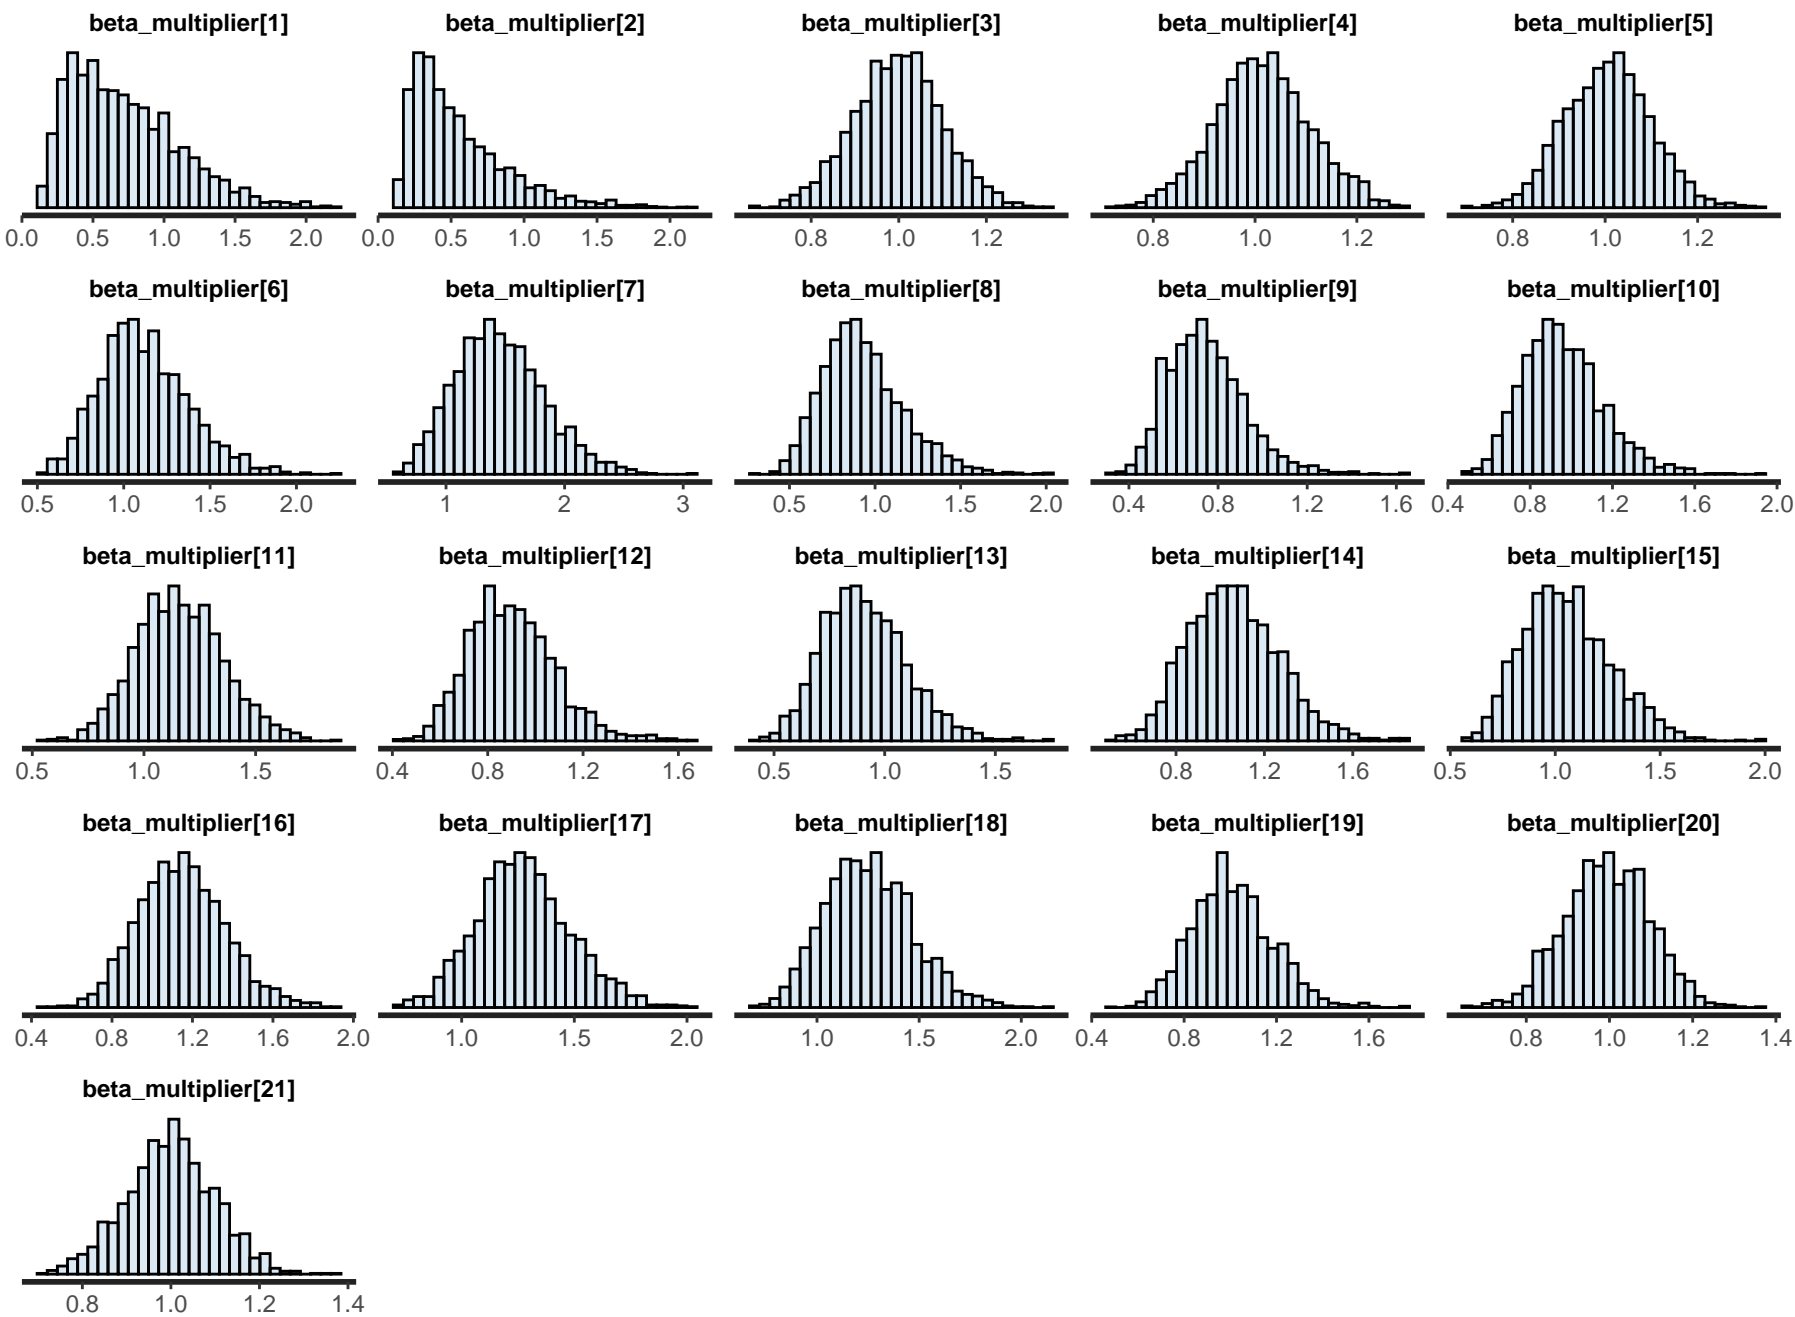 beta_multiplier[1] beta_multiplier[2] beta_multiplier[3] beta_multiplier[4] beta_multiplier[5]
0.0 0.5 1.0 1.5 2.0 0.0 0.5 1.0 1.5 2.0 0.8 1.0 1.2 0.8 1.0 1.2 0.8 1.0 1.2
beta_multiplier[6] beta_multiplier[7] beta_multiplier[8] beta_multiplier[9] beta_multiplier[10]
0.5 1.0 1.5 2.0 1 2 3 0.5 1.0 1.5 2.0 0.4 0.8 1.2 1.6 0.4 0.8 1.2 1.6 2.0
beta_multiplier[11] beta_multiplier[12] beta_multiplier[13] beta_multiplier[14] beta_multiplier[15]
0.5 1.0 1.5 0.4 0.8 1.2 1.6 0.5 1.0 1.5 0.8 1.2 1.6 0.5 1.0 1.5 2.0
beta_multiplier[16] beta_multiplier[17] beta_multiplier[18] beta_multiplier[19] beta_multiplier[20]
0.4 0.8 1.2 1.6 2.0 1.0 1.5 2.0 1.0 1.5 2.0 0.4 0.8 1.2 1.6 0.8 1.0 1.2 1.4
beta_multiplier[21]
0.8 1.0 1.2 1.4